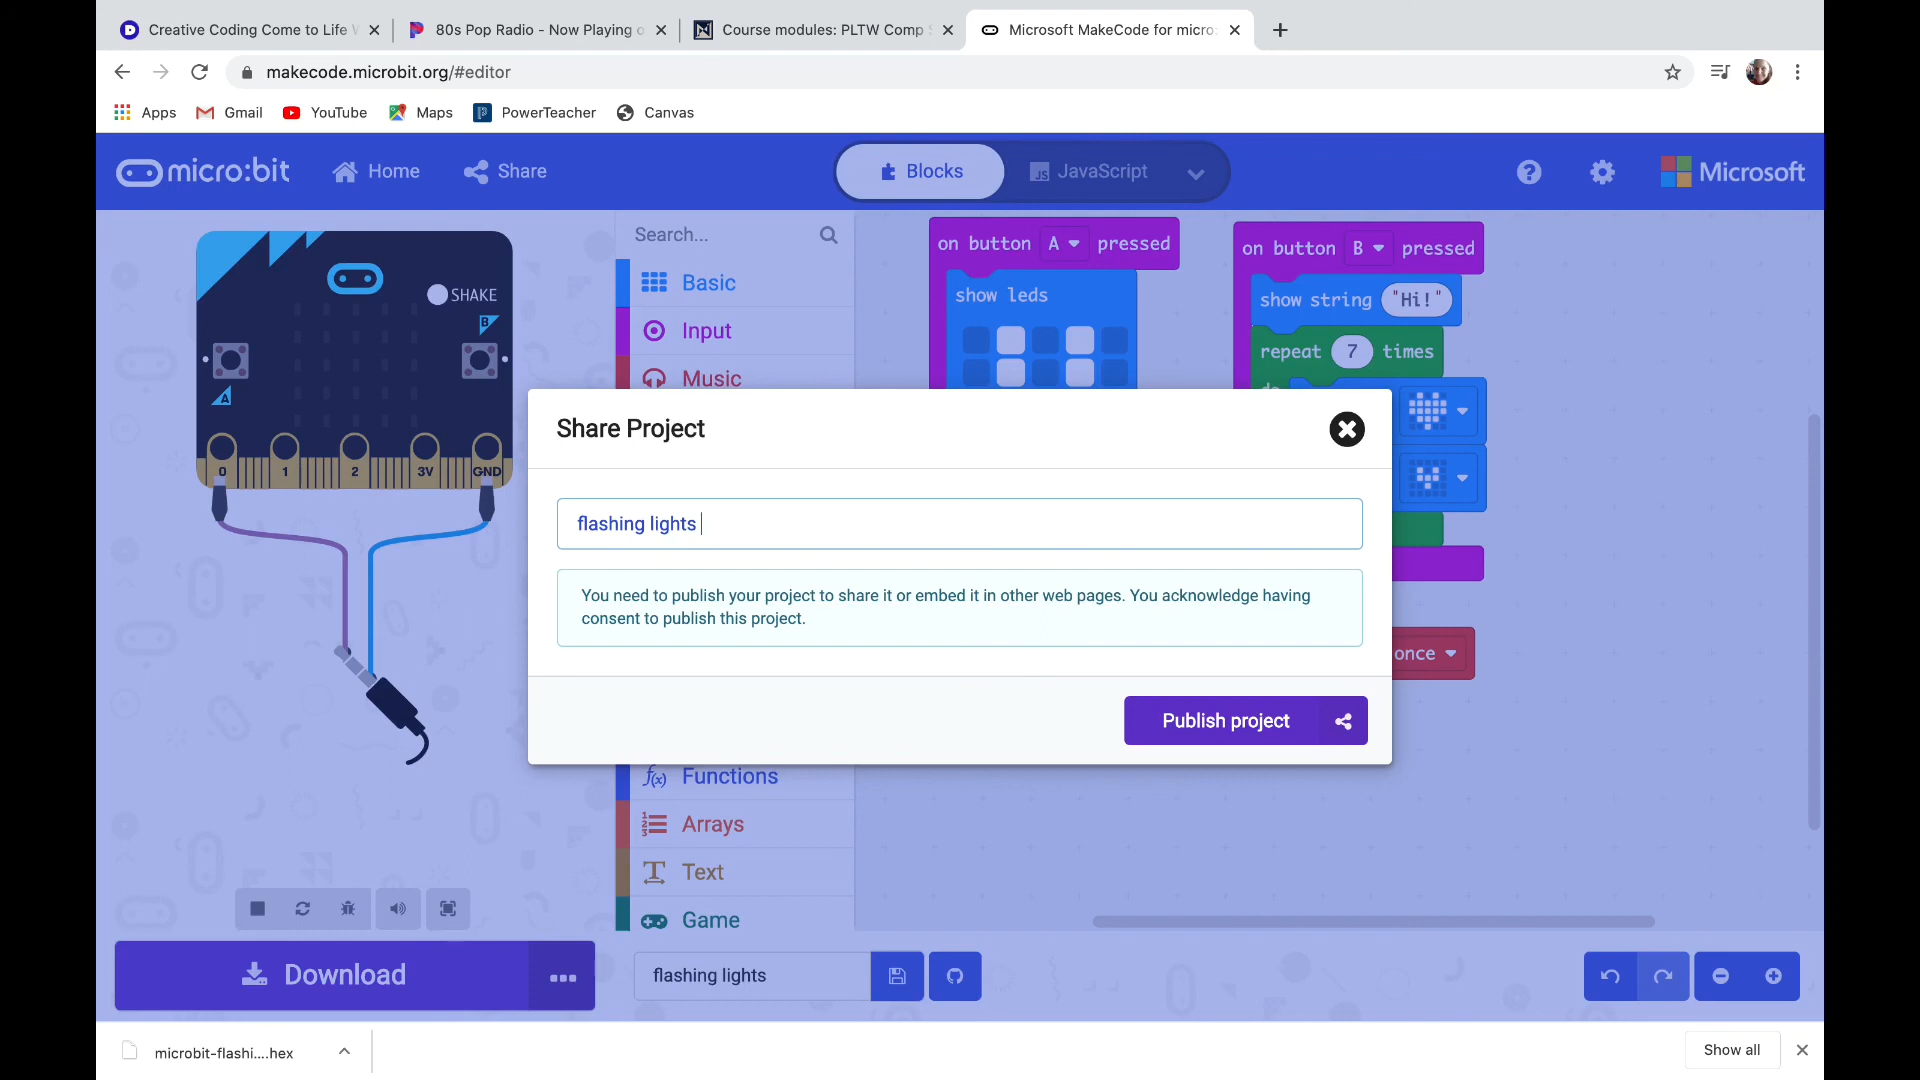 Creative Coding Come to Life
80s Pop Radio - Now Playing o
Course modules: PLTW Comp
Microsoft MakeCode for micro:
makecode.microbit.org/#editor
Apps
Gmail
YouTube
Maps
PowerTeacher
Canvas
micro:bit
Home
Share
Blocks
JS JavaScript
?
Microsoft
SHAKE
B
A
0 1 2 3V GND
Search...
Basic
Input
Music
on button A pressed
show leds
on button B pressed
show string "Hi!"
repeat 7 times
do
Share Project
flashing lights
You need to publish your project to share it or embed it in other web pages. You acknowledge having
consent to publish this project.
Publish project
once
f(x) Functions
Arrays
T Text
Game
Download
...
flashing lights
microbit-flashi....hex
Show all